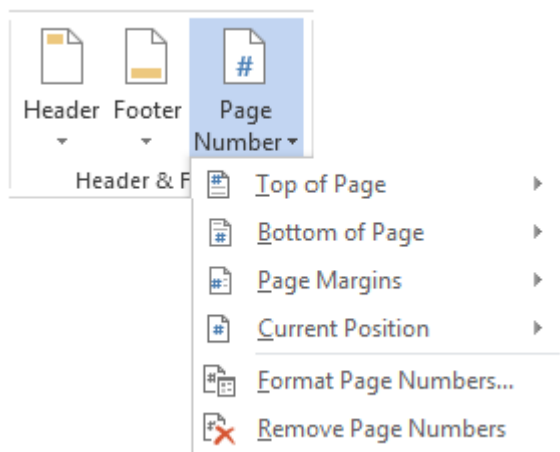 Header Footer Page
Number
Header & F
Top of Page
Bottom of Page
Page Margins
Current Position
Format Page Numbers...
Remove Page Numbers